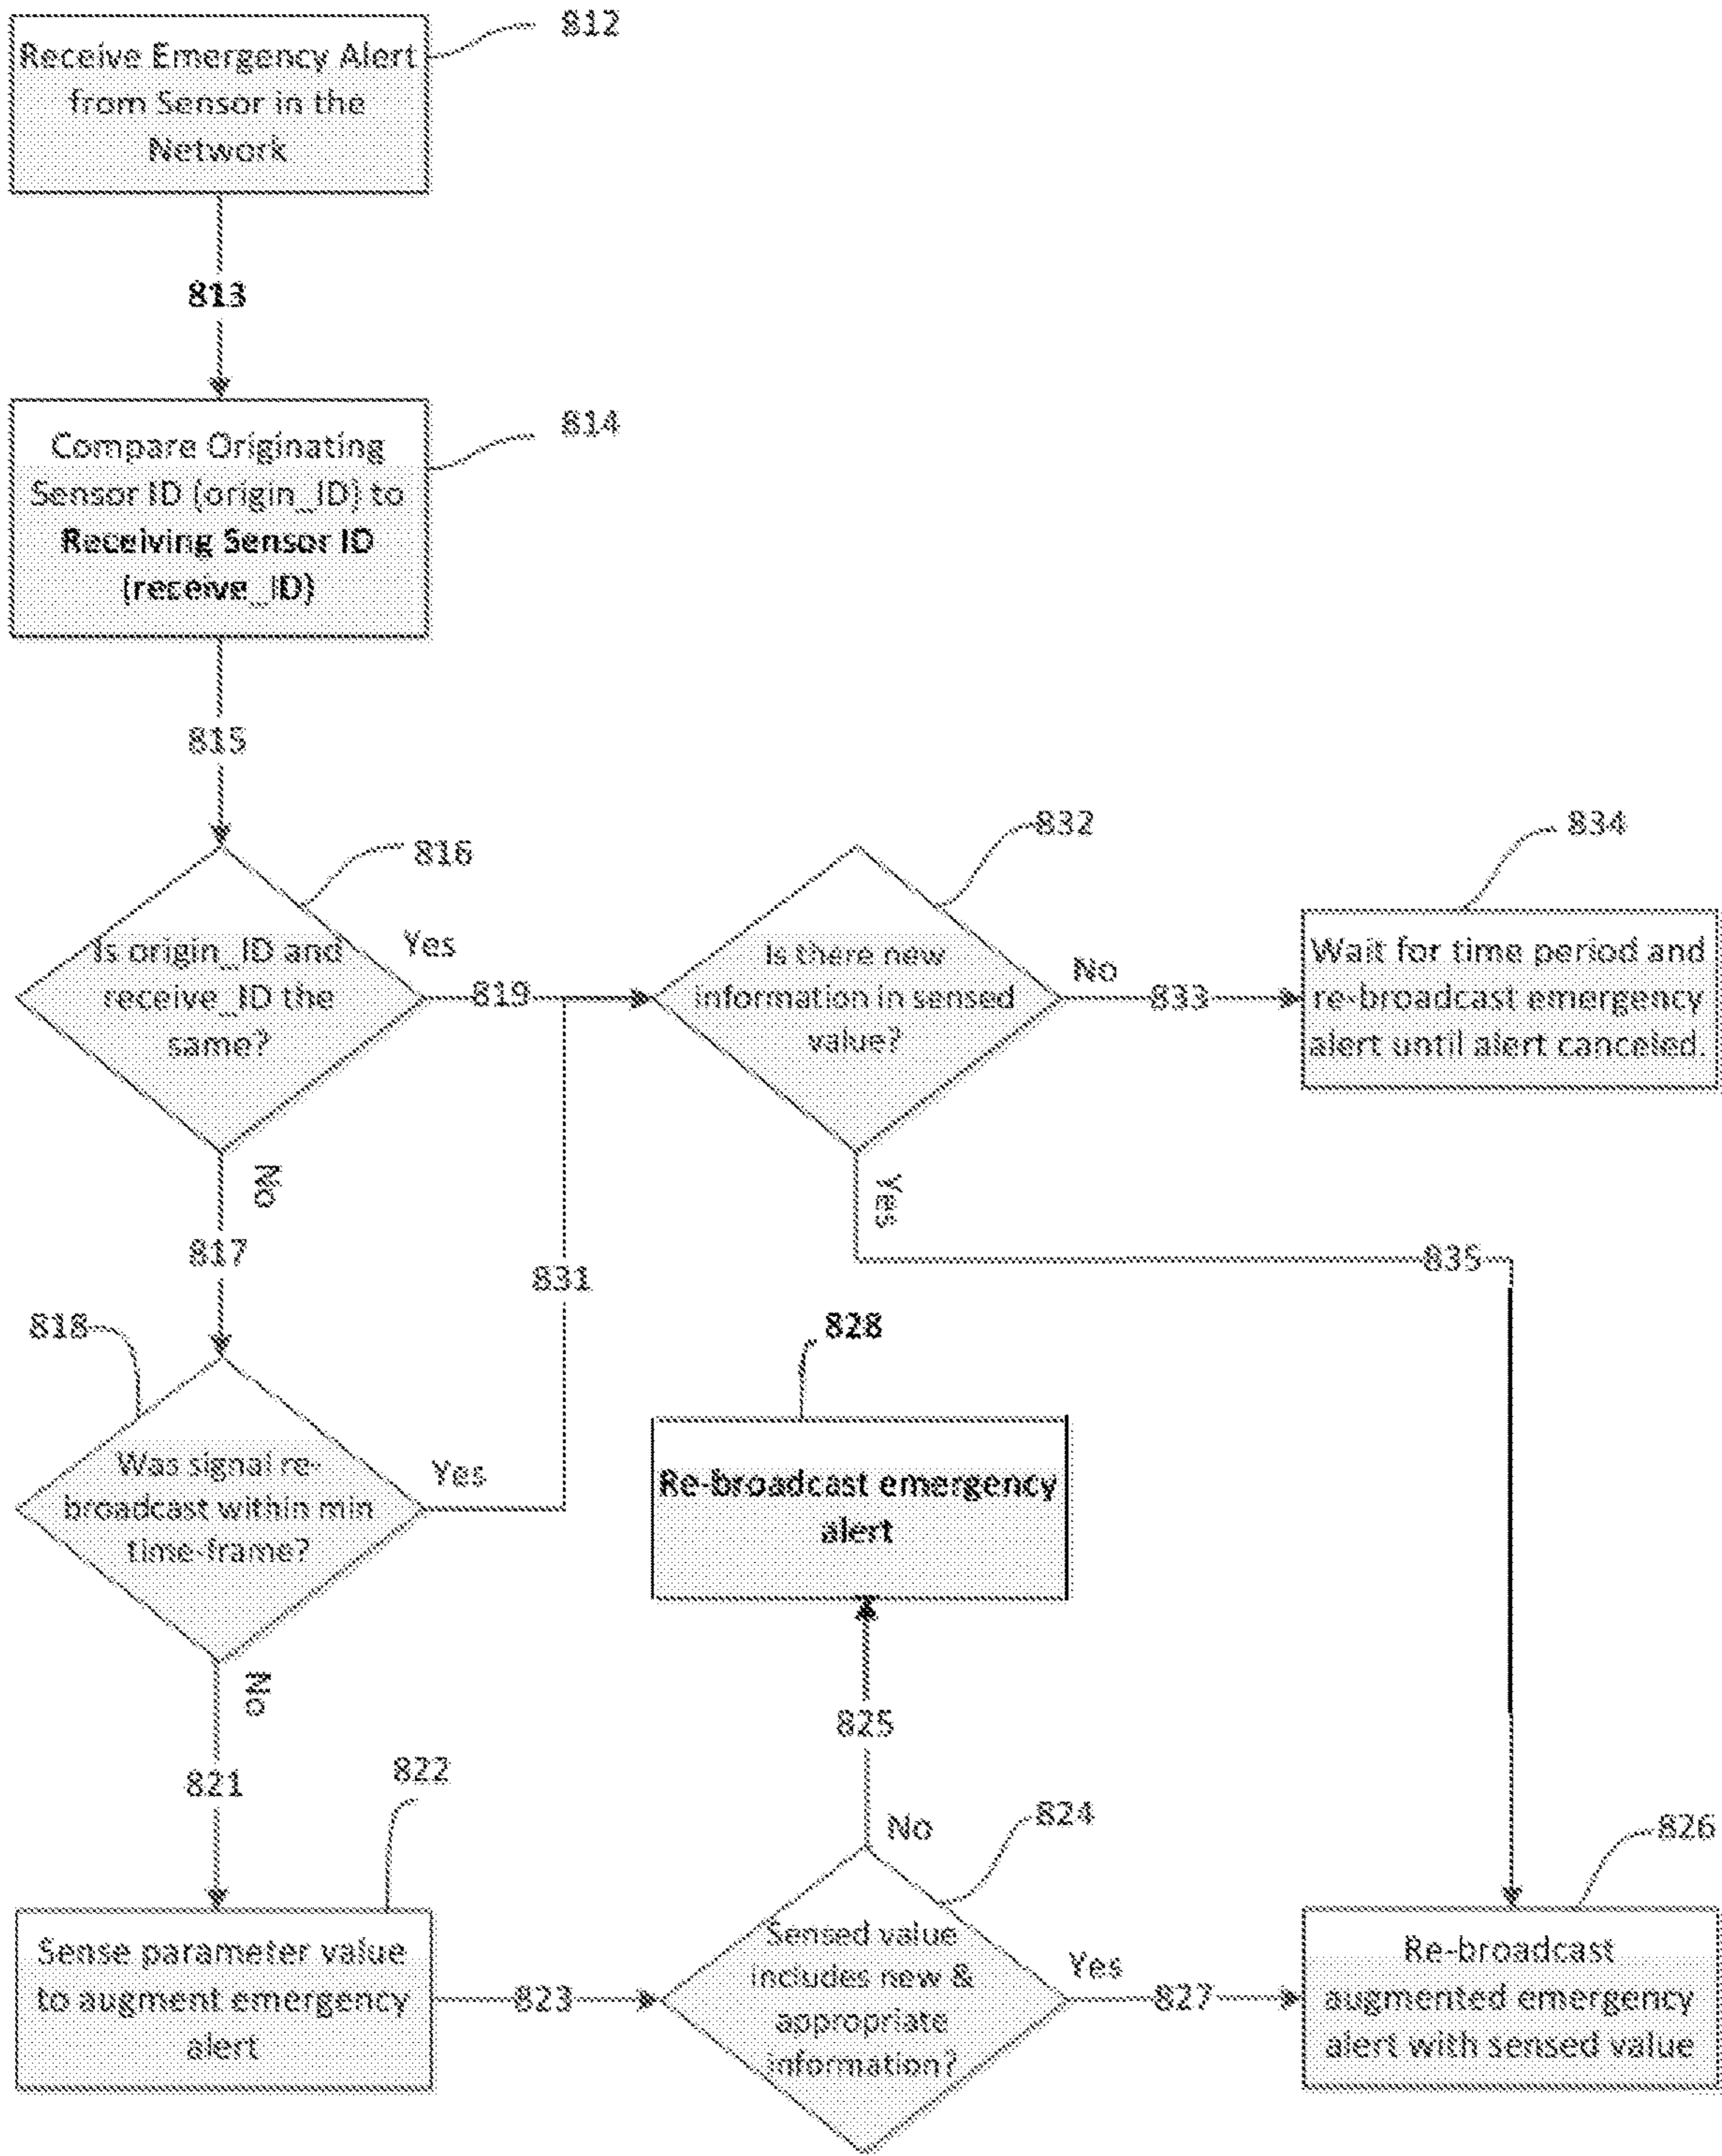 812
Receive Emergency Alert
from Sensor in the
Network
813
814
Compare Originating
Sensor ID (origin_ID) to
Receiving Sensor ID
(receive_ID)
815
816
Is origin_ID and
receive_ID the
same?
Yes
819
No
832
Is there new
information in sensed
value?
No
833
Yes
834
Wait for time period and
re-broadcast emergency
alert until alert canceled.
817
831
835
818
Was signal re-
broadcast within min
time-frame?
Yes
No
828
Re-broadcast emergency
alert
825
821
822
Sense parameter value
to augment emergency
alert
823
No
824
Sensed value
includes new &
appropriate
information?
Yes
827
826
Re-broadcast
augmented emergency
alert with sensed value